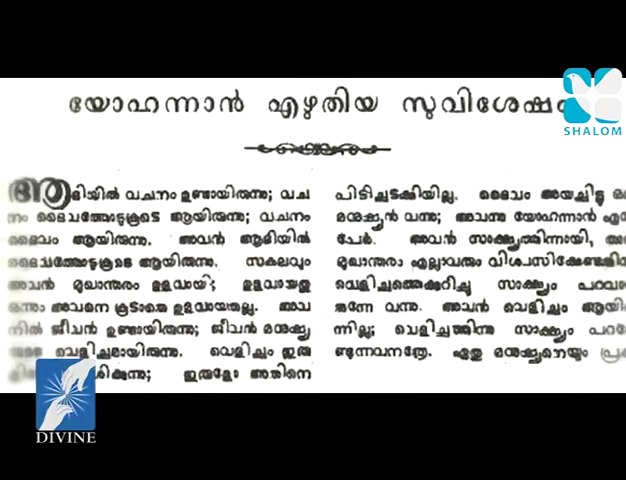 യോഹന്നാൻ എഴുതിയ സുവിശേഷം
SHALOM
ആദിയിൽ വചനം ഉണ്ടായിരുന്നു; വച
നം ദൈവത്തോടുകൂടെ ആയിരുന്നു; വചനം
ദൈവം ആയിരുന്നു. അവൻ ആദിയിൽ
ദൈവത്തോടുകൂടെ ആയിരുന്നു. സകലവും
അവൻ മുഖാന്തരം ഉളവായി; ഉളവായതു
ഒന്നും അവനെ കൂടാതെ ഉളവായതല്ല. അവ
നിൽ ജീവൻ ഉണ്ടായിരുന്നു; ജീവൻ മനുഷ്യ
വെളിച്ചമായിരുന്നു. വെളിച്ചം ഇരു
ഇരുളോ അതിനെ
പിടിച്ചടക്കിയില്ല. ദൈവം അയച്ചിട്ടു
മനുഷ്യൻ വന്നു; അവന്നു യോഹന്നാൻ
പേർ. അവൻ സാക്ഷ്യത്തിന്നായി,
മുഖാന്തരം എല്ലാവരും വിശ്വസിക്കേണ്ടതി
വെളിച്ചത്തെക്കുറിച്ചു സാക്ഷ്യം പറവാ
തന്നേ വന്നു. അവൻ വെളിച്ചം ആയി
ന്നില്ല; വെളിച്ചത്തിന്നു സാക്ഷ്യം പറയേ
ണ്ടുന്നവനത്രേ. ഏതു മനുഷ്യനെയും
DIVINE